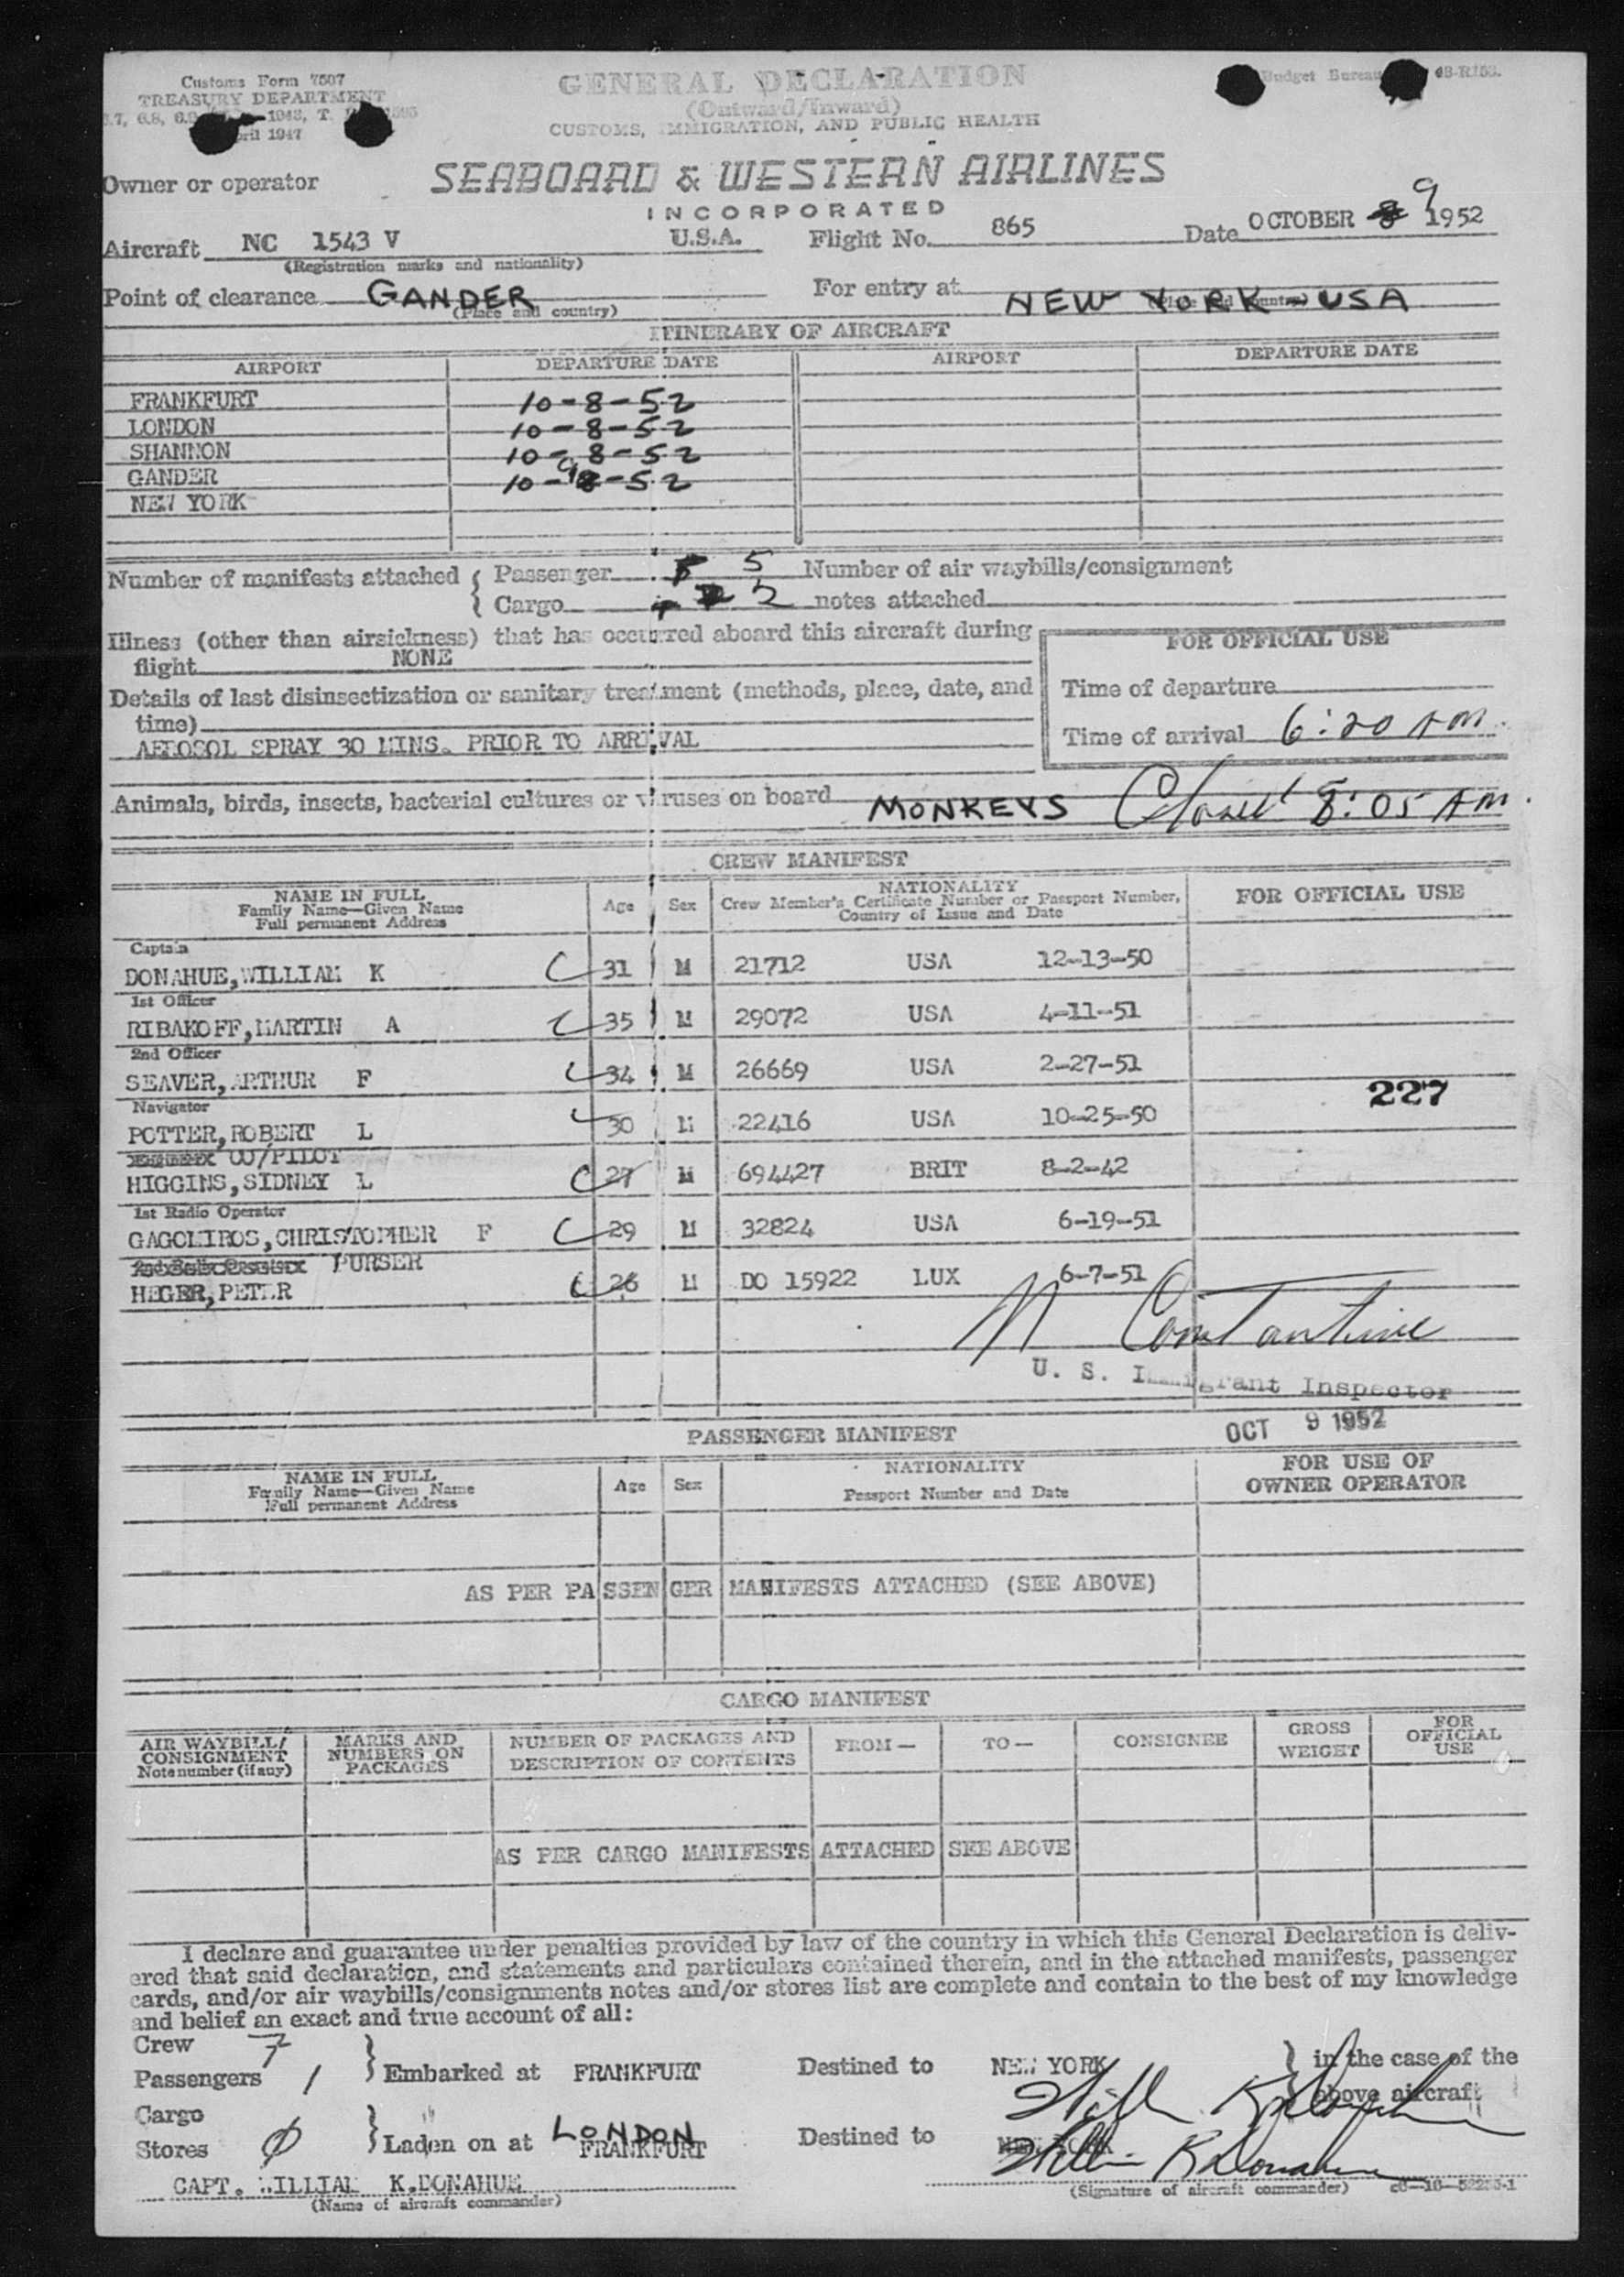 Customs Form 7507
TREASURY DEPARTMENT
April 1947
GENERAL DECLARATION
(Outward/Inward)
CUSTOMS, IMMIGRATION, AND PUBLIC HEALTH
Budget Bureau 48-R153.
Owner or operator SEABOARD & WESTERN AIRLINES
INCORPORATED
Aircraft NC 1543 V U.S.A. Flight No. 865 Date OCTOBER 9 1952
(Registration marks and nationality)
Point of clearance GANDER For entry at NEW YORK - USA
(Place and country) (Place and country)
ITINERARY OF AIRCRAFT
AIRPORT DEPARTURE DATE AIRPORT DEPARTURE DATE
FRANKFURT 10-8-52
LONDON 10-8-52
SHANNON 10-8-52
GANDER 10-9-52
NEW YORK
Number of manifests attached { Passenger 5 Number of air waybills/consignment
Cargo 2 notes attached
Illness (other than airsickness) that has occurred aboard this aircraft during
flight NONE
FOR OFFICIAL USE
Details of last disinsectization or sanitary treatment (methods, place, date, and
time)
AEROSOL SPRAY 30 MINS. PRIOR TO ARRIVAL
Time of departure
Time of arrival 6:20 AM.
Animals, birds, insects, bacterial cultures or viruses on board MONKEYS Closed 8:05 AM.
CREW MANIFEST
NAME IN FULL
Family Name—Given Name
Full permanent Address
Age Sex
NATIONALITY
Crew Member's Certificate Number or Passport Number,
Country of Issue and Date
FOR OFFICIAL USE
Captain
DONAHUE, WILLIAM K 31 M 21712 USA 12-13-50
1st Officer
RIBAKOFF, MARTIN A 35 M 29072 USA 4-11-51
2nd Officer
SEAVER, ARTHUR F 34 M 26669 USA 2-27-51
227
Navigator
POTTER, ROBERT L 30 M 22416 USA 10-25-50
CO/PILOT
HIGGINS, SIDNEY L 27 M 694427 BRIT 8-2-42
1st Radio Operator
GAGOMIROS, CHRISTOPHER F 29 M 32824 USA 6-19-51
PURSER
HEGER, PETER 26 M DO 15922 LUX 6-7-51
N Constantine
U. S. Immigrant Inspector
OCT 9 1952
PASSENGER MANIFEST
NAME IN FULL
Family Name—Given Name
Full permanent Address
Age Sex
NATIONALITY
Passport Number and Date
FOR USE OF
OWNER OPERATOR
AS PER PASSENGER MANIFESTS ATTACHED (SEE ABOVE)
CARGO MANIFEST
AIR WAYBILL/
CONSIGNMENT
Note number (if any)
MARKS AND
NUMBERS ON
PACKAGES
NUMBER OF PACKAGES AND
DESCRIPTION OF CONTENTS
FROM —
TO —
CONSIGNEE
GROSS
WEIGHT
FOR
OFFICIAL
USE
AS PER CARGO MANIFESTS ATTACHED SEE ABOVE
I declare and guarantee under penalties provided by law of the country in which this General Declaration is deliv-
ered that said declaration, and statements and particulars contained therein, and in the attached manifests, passenger
cards, and/or air waybills/consignments notes and/or stores list are complete and contain to the best of my knowledge
and belief an exact and true account of all:
Crew 7
Passengers 1 } Embarked at FRANKFURT Destined to NEW YORK } in the case of the
above aircraft
Cargo
Stores Ø } Laden on at LONDON FRANKFURT Destined to NEW YORK
CAPT. WILLIAM K. DONAHUE
(Name of aircraft commander) (Signature of aircraft commander)